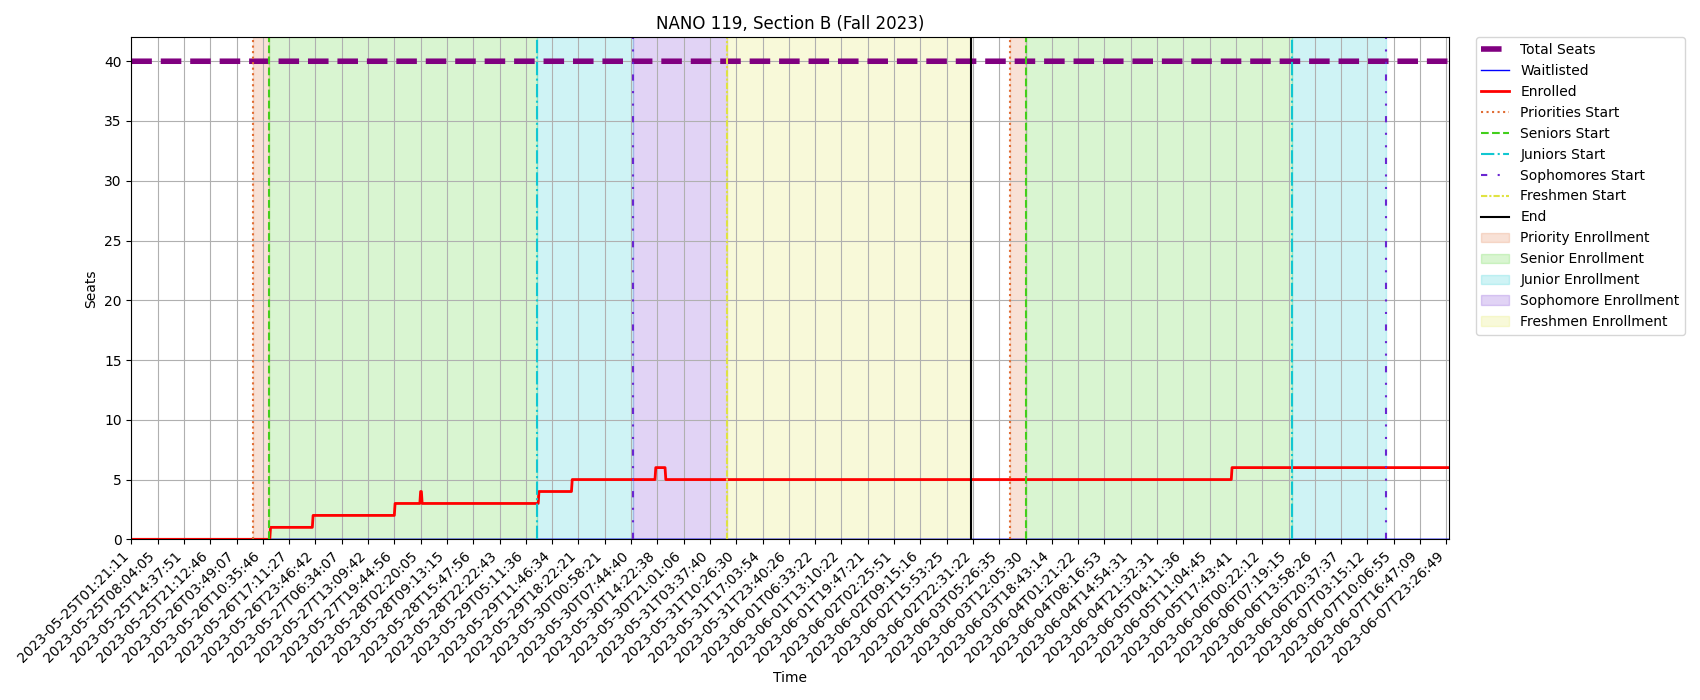 NANO 119, Section B (Fall 2023)
Seats
40
35
30
25
20
15
10
5
0
2023-05-25T01:21:11
2023-05-25T08:04:05
2023-05-25T14:37:51
2023-05-25T21:12:46
2023-05-26T03:49:07
2023-05-26T10:35:46
2023-05-26T17:11:27
2023-05-26T23:46:42
2023-05-27T06:34:07
2023-05-27T13:09:42
2023-05-27T19:44:56
2023-05-28T02:20:05
2023-05-28T09:13:15
2023-05-28T15:47:56
2023-05-28T22:22:43
2023-05-29T05:11:36
2023-05-29T11:46:34
2023-05-29T18:22:21
2023-05-30T00:58:21
2023-05-30T07:44:40
2023-05-30T14:22:38
2023-05-30T21:01:06
2023-05-31T03:37:40
2023-05-31T10:26:30
2023-05-31T17:03:54
2023-05-31T23:40:26
2023-06-01T06:33:22
2023-06-01T13:10:22
2023-06-01T19:47:21
2023-06-02T02:25:51
2023-06-02T09:15:16
2023-06-02T15:53:25
2023-06-02T22:31:22
2023-06-03T05:26:35
2023-06-03T12:05:30
2023-06-03T18:43:14
2023-06-04T01:21:22
2023-06-04T08:16:53
2023-06-04T14:54:31
2023-06-04T21:32:31
2023-06-05T04:11:36
2023-06-05T11:04:45
2023-06-05T17:43:41
2023-06-06T00:22:12
2023-06-06T07:19:15
2023-06-06T13:58:26
2023-06-06T20:37:37
2023-06-07T03:15:12
2023-06-07T10:06:55
2023-06-07T16:47:09
2023-06-07T23:26:49
Time
Total Seats
Waitlisted
Enrolled
Priorities Start
Seniors Start
Juniors Start
Sophomores Start
Freshmen Start
End
Priority Enrollment
Senior Enrollment
Junior Enrollment
Sophomore Enrollment
Freshmen Enrollment